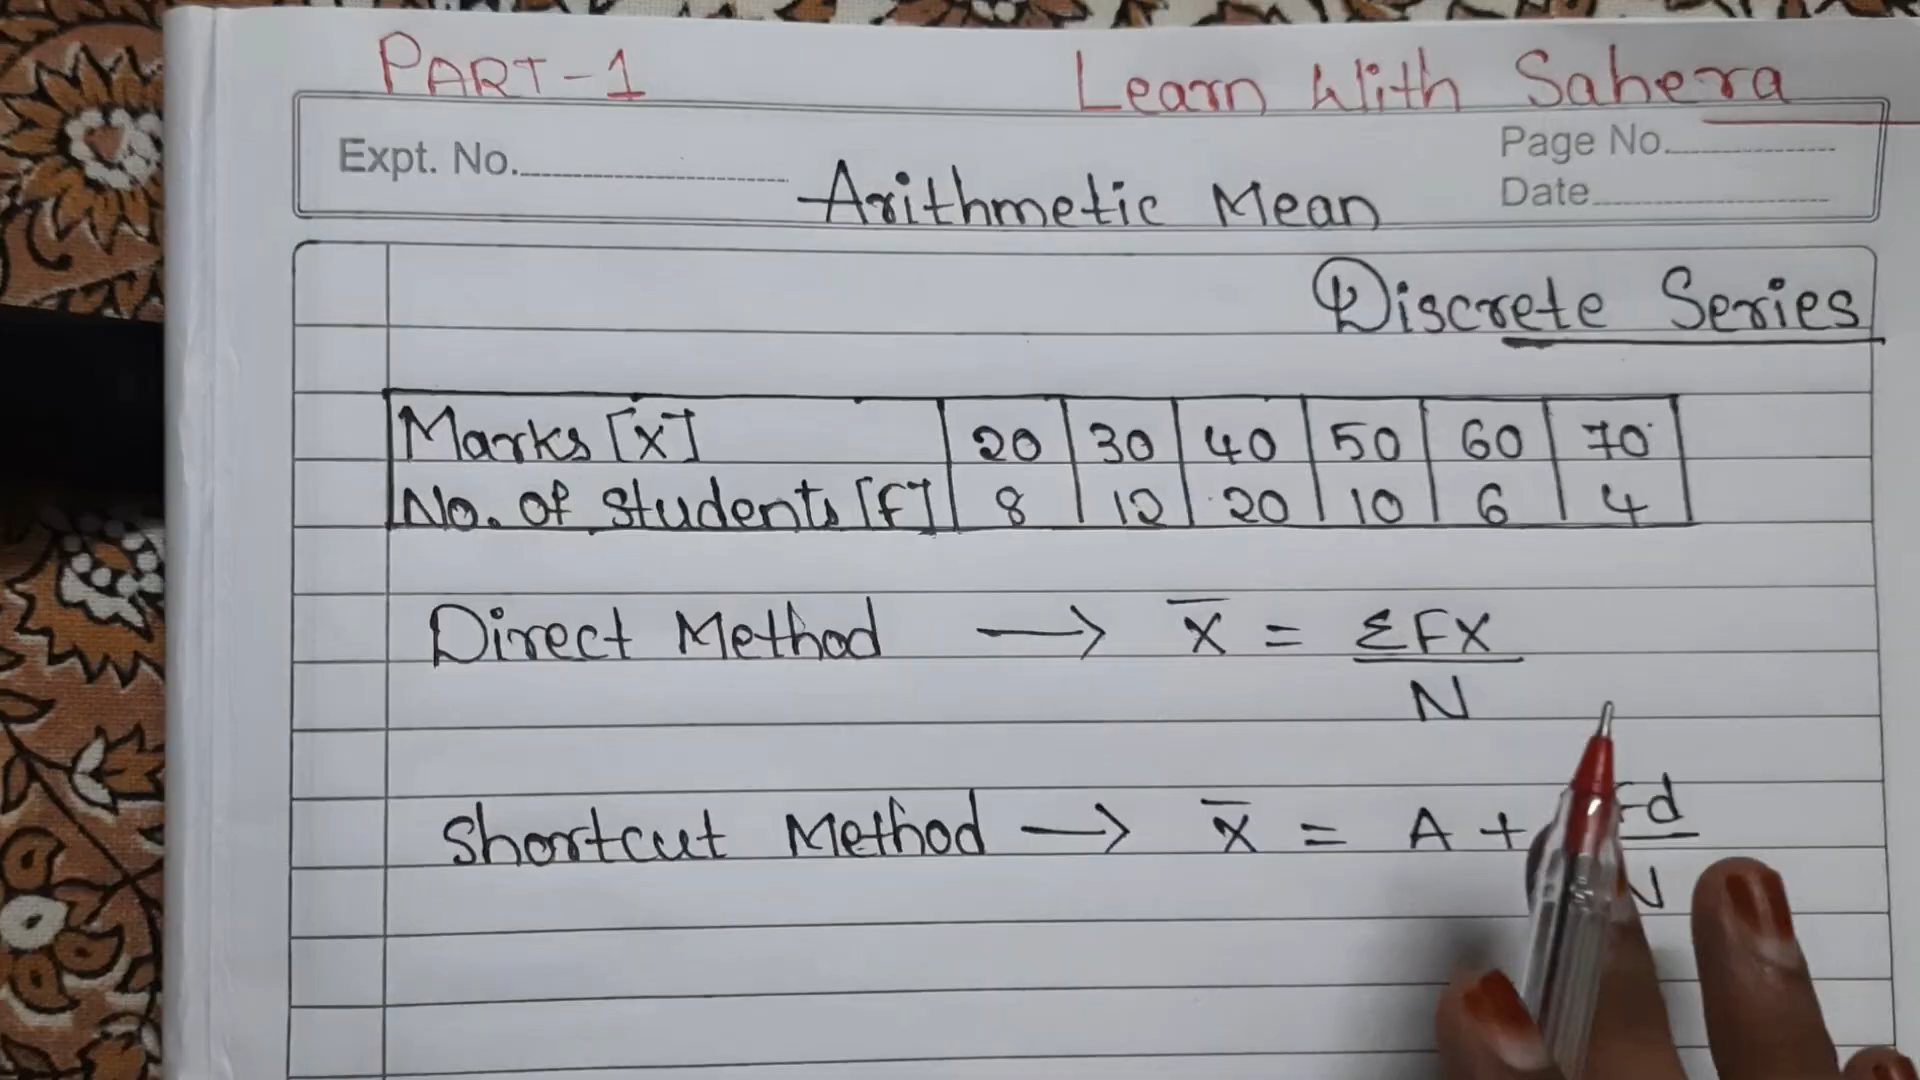 PART-1
Learn With Sahera
Expt. No.
Page No.
Date
Arithmetic Mean
Discrete Series
Marks [X] 20 30 40 50 60 70
No. of students [F] 8 12 20 10 6 4
Direct Method → X̅ = ΣFX
N
Shortcut Method → X̅ = A +